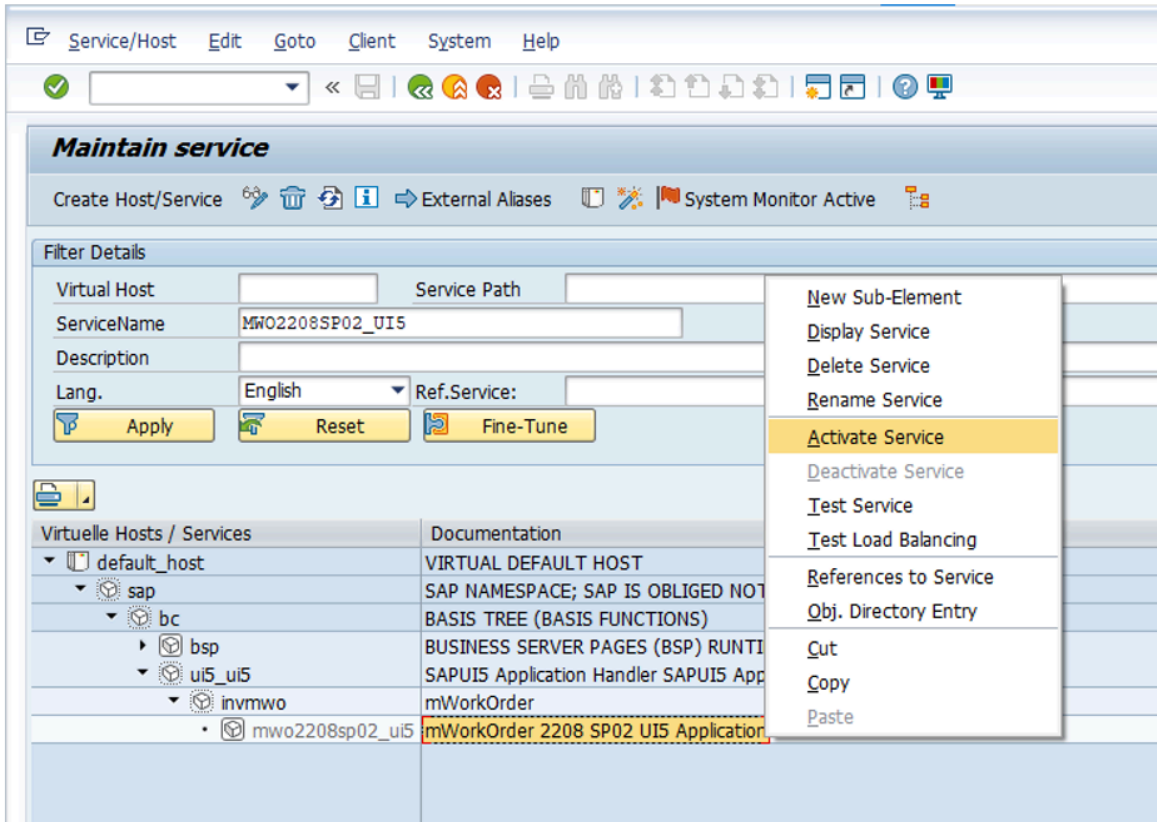 Service/Host Edit Goto Client System Help
Maintain service
Create Host/Service External Aliases System Monitor Active
Filter Details
Virtual Host Service Path
ServiceName MWO2208SP02_UI5
Description
Lang. English Ref.Service:
Apply Reset Fine-Tune
New Sub-Element
Display Service
Delete Service
Rename Service
Activate Service
Deactivate Service
Test Service
Test Load Balancing
References to Service
Obj. Directory Entry
Cut
Copy
Paste
Virtuelle Hosts / Services Documentation
default_host VIRTUAL DEFAULT HOST
sap SAP NAMESPACE; SAP IS OBLIGED NOT
bc BASIS TREE (BASIS FUNCTIONS)
bsp BUSINESS SERVER PAGES (BSP) RUNTI
ui5_ui5 SAPUI5 Application Handler SAPUI5 App
invmwo mWorkOrder
mwo2208sp02_ui5 mWorkOrder 2208 SP02 UI5 Application